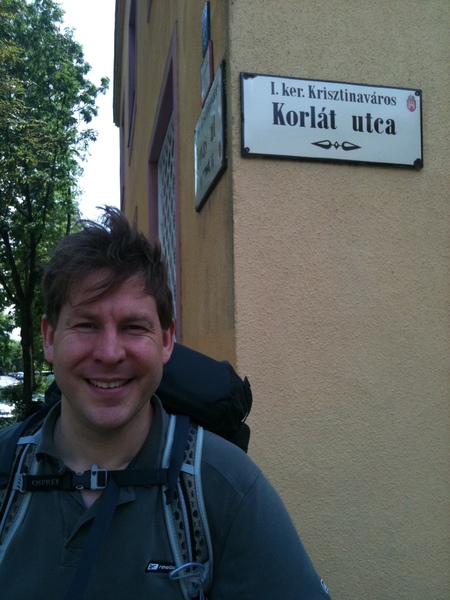 I. ker. Krisztinaváros
Korlát utca
OSPREY